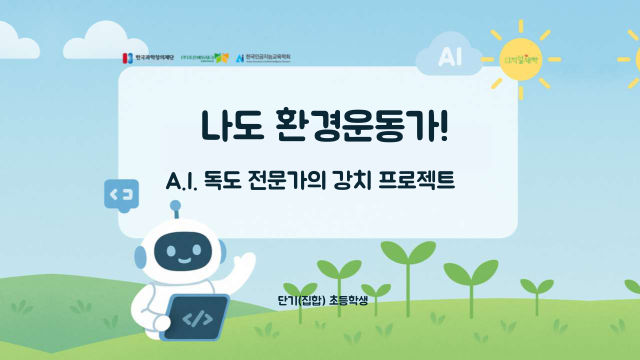 한국과학창의재단
한국인공지능교육학회
AI
디지털새싹
나도 환경운동가!
A.I. 독도 전문가의 강치 프로젝트
</>
단기(집합) 초등학생